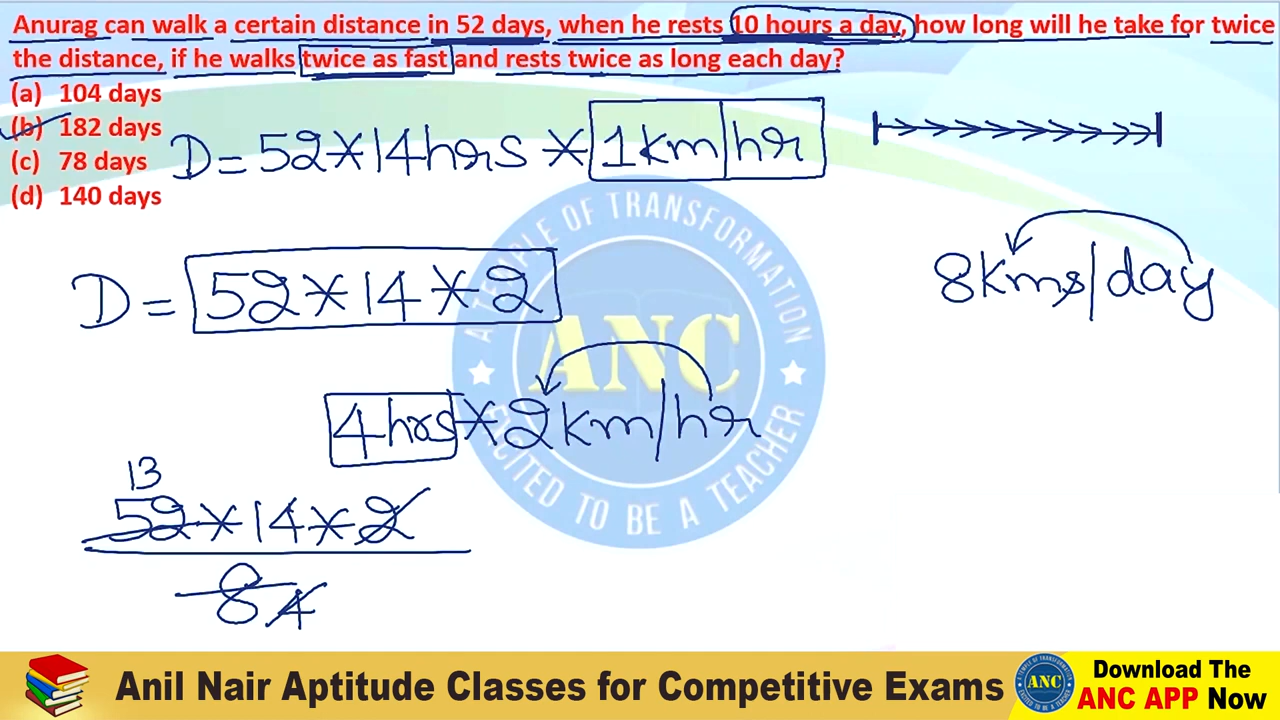 Anurag can walk a certain distance in 52 days, when he rests 10 hours a day, how long will he take for twice
the distance, if he walks twice as fast and rests twice as long each day?
(a) 104 days
(b) 182 days
(c) 78 days
(d) 140 days
D = 52 * 14 hrs * 1 km/hr
8 kms/day
D = 52 * 14 * 2
4 hrs * 2 km/hr
13
52 * 14 * 2
8 4
A TEMPLE OF TRANSFORMATION
ANC
EXCITED TO BE A TEACHER
Anil Nair Aptitude Classes for Competitive Exams
ANC
Download The
ANC APP Now